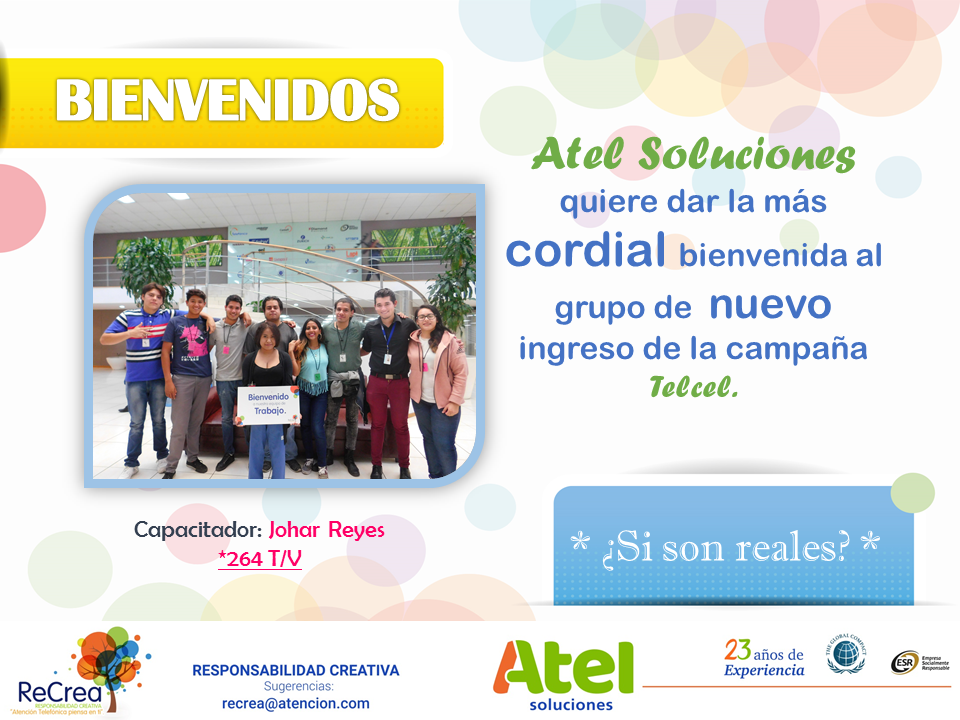 BIENVENIDOS
Atel Soluciones
quiere dar la más
cordial bienvenida al
grupo de nuevo
ingreso de la campaña
Telcel.
Bienvenido
Trabajo.
Capacitador: Johar Reyes
*264 T/V
* ¿Si son reales? *
ReCrea
RESPONSABILIDAD CREATIVA
"Atención Telefónica piensa en ti"
RESPONSABILIDAD CREATIVA
Sugerencias:
recrea@atencion.com
Atel
soluciones
23 años de
Experiencia
THE GLOBAL COMPACT
ESR
Empresa
Socialmente
Responsable